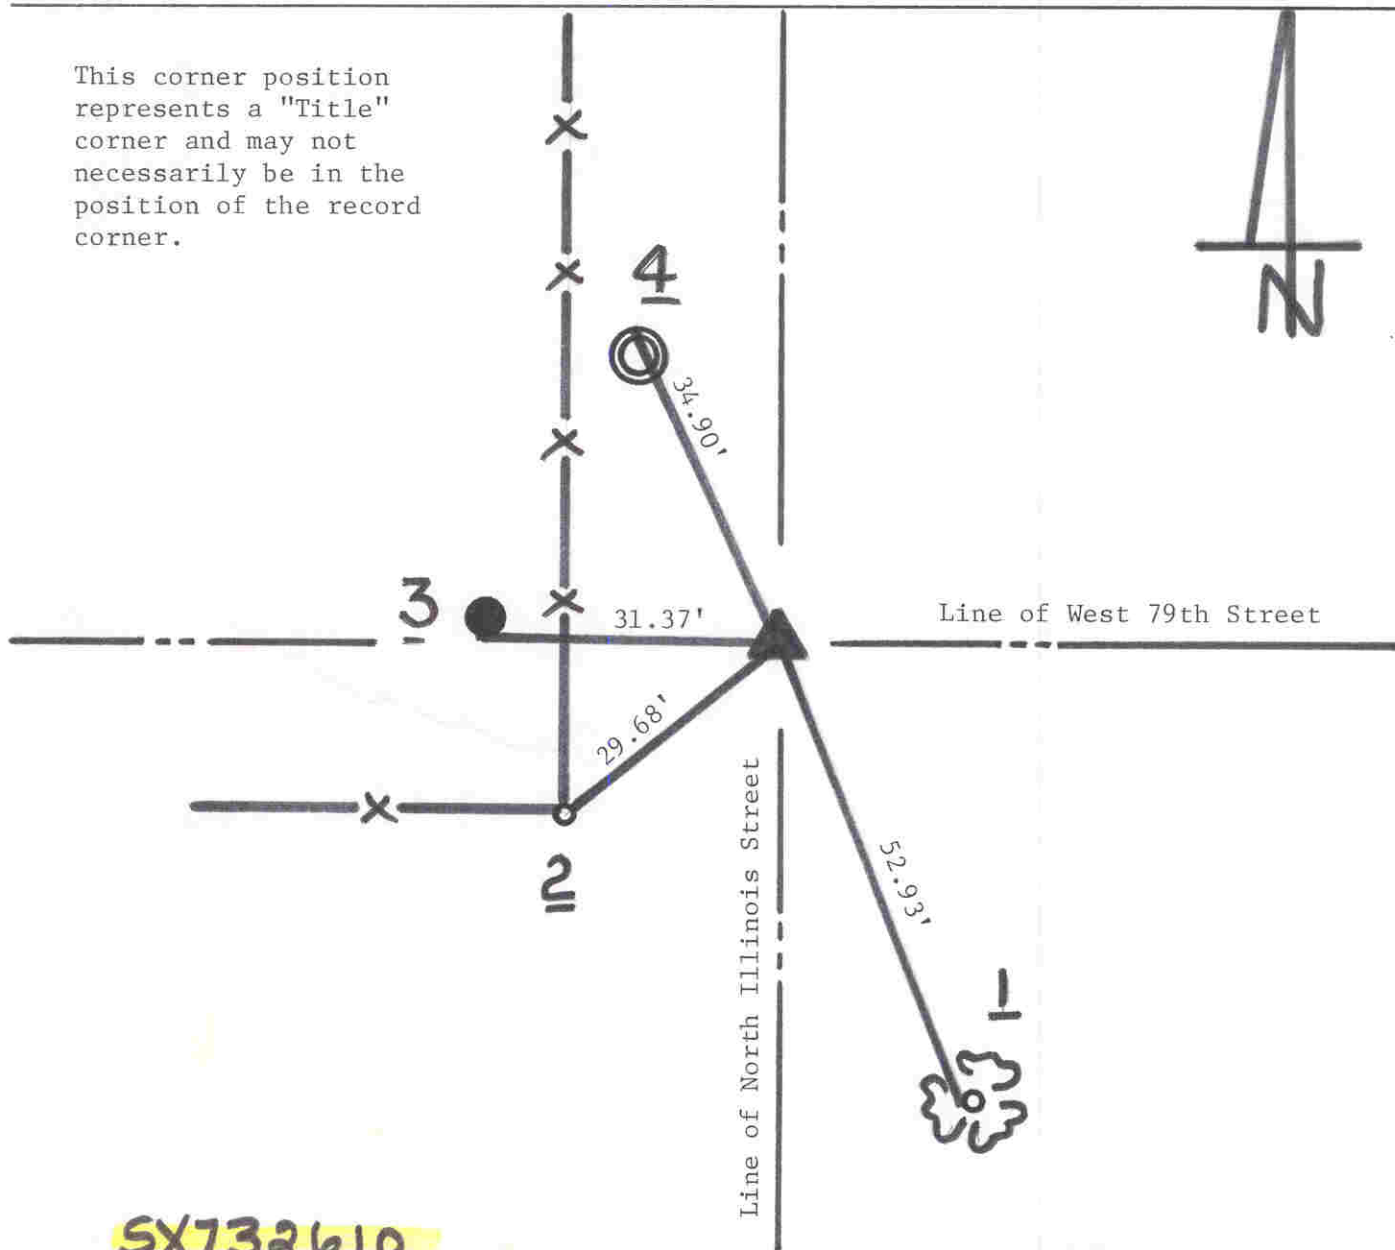 This corner position
represents a "Title"
corner and may not
necessarily be in the
position of the record
corner.
N
4
34.90'
3
31.37'
Line of West 79th Street
29.68'
2
Line of North Illinois Street
52.93'
1
SX732610